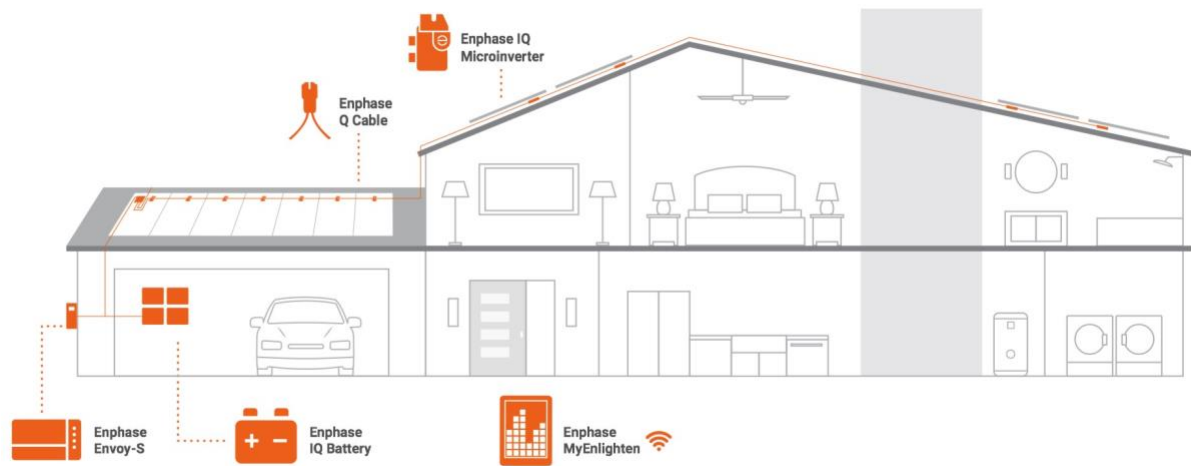 Enphase IQ
Microinverter
Enphase
Q Cable
Enphase
Envoy-S
Enphase
IQ Battery
Enphase
MyEnlighten